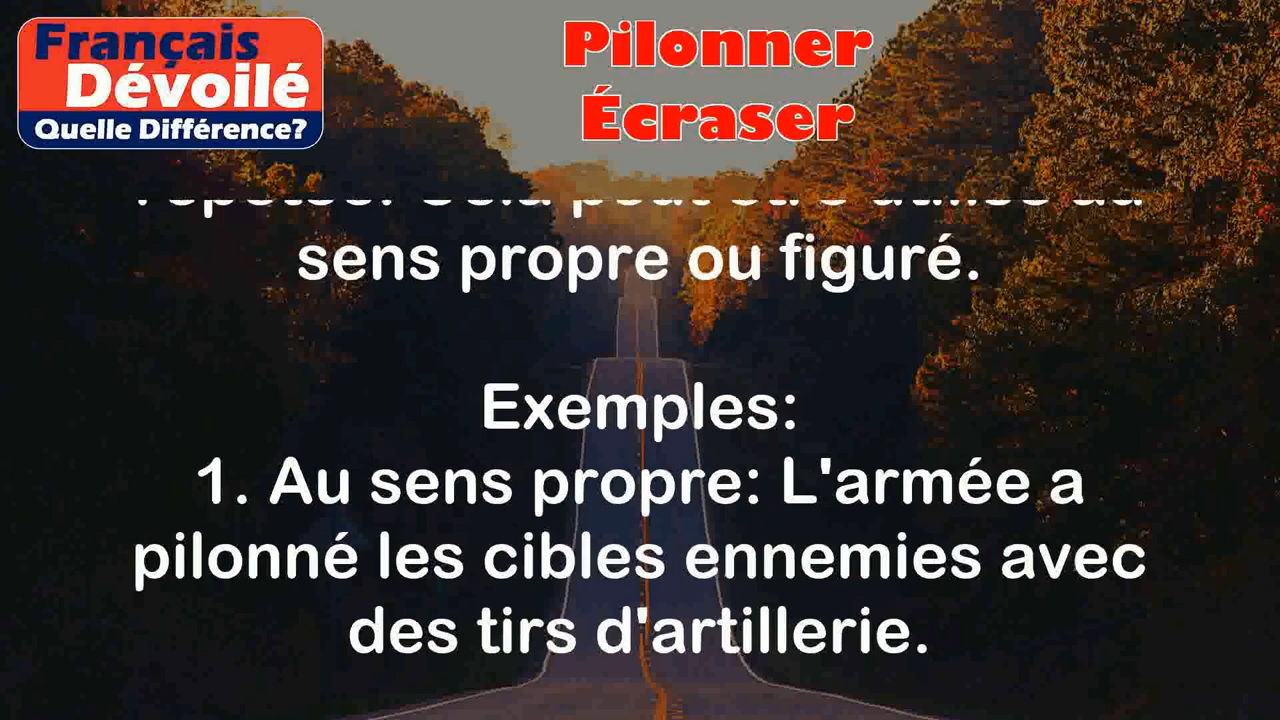 Français
Dévoilé
Quelle Différence?
Pilonner
Écraser
sens propre ou figuré.
Exemples:
1. Au sens propre: L'armée a
pilonné les cibles ennemies avec
des tirs d'artillerie.